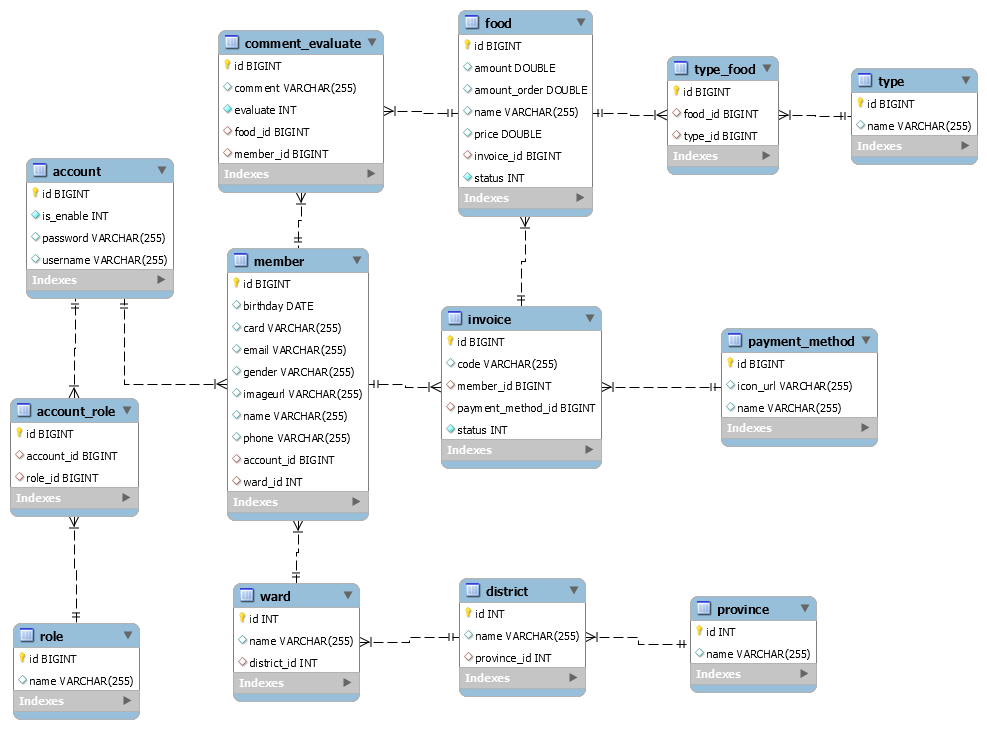 comment_evaluate
id BIGINT
comment VARCHAR(255)
evaluate INT
food_id BIGINT
member_id BIGINT
Indexes
food
id BIGINT
amount DOUBLE
amount_order DOUBLE
name VARCHAR(255)
price DOUBLE
invoice_id BIGINT
status INT
Indexes
type_food
id BIGINT
food_id BIGINT
type_id BIGINT
Indexes
type
id BIGINT
name VARCHAR(255)
Indexes
account
id BIGINT
is_enable INT
password VARCHAR(255)
username VARCHAR(255)
Indexes
member
id BIGINT
birthday DATE
card VARCHAR(255)
email VARCHAR(255)
gender VARCHAR(255)
imageurl VARCHAR(255)
name VARCHAR(255)
phone VARCHAR(255)
account_id BIGINT
ward_id INT
Indexes
invoice
id BIGINT
code VARCHAR(255)
member_id BIGINT
payment_method_id BIGINT
status INT
Indexes
payment_method
id BIGINT
icon_url VARCHAR(255)
name VARCHAR(255)
Indexes
account_role
id BIGINT
account_id BIGINT
role_id BIGINT
Indexes
role
id BIGINT
name VARCHAR(255)
Indexes
ward
id INT
name VARCHAR(255)
district_id INT
Indexes
district
id INT
name VARCHAR(255)
province_id INT
Indexes
province
id INT
name VARCHAR(255)
Indexes